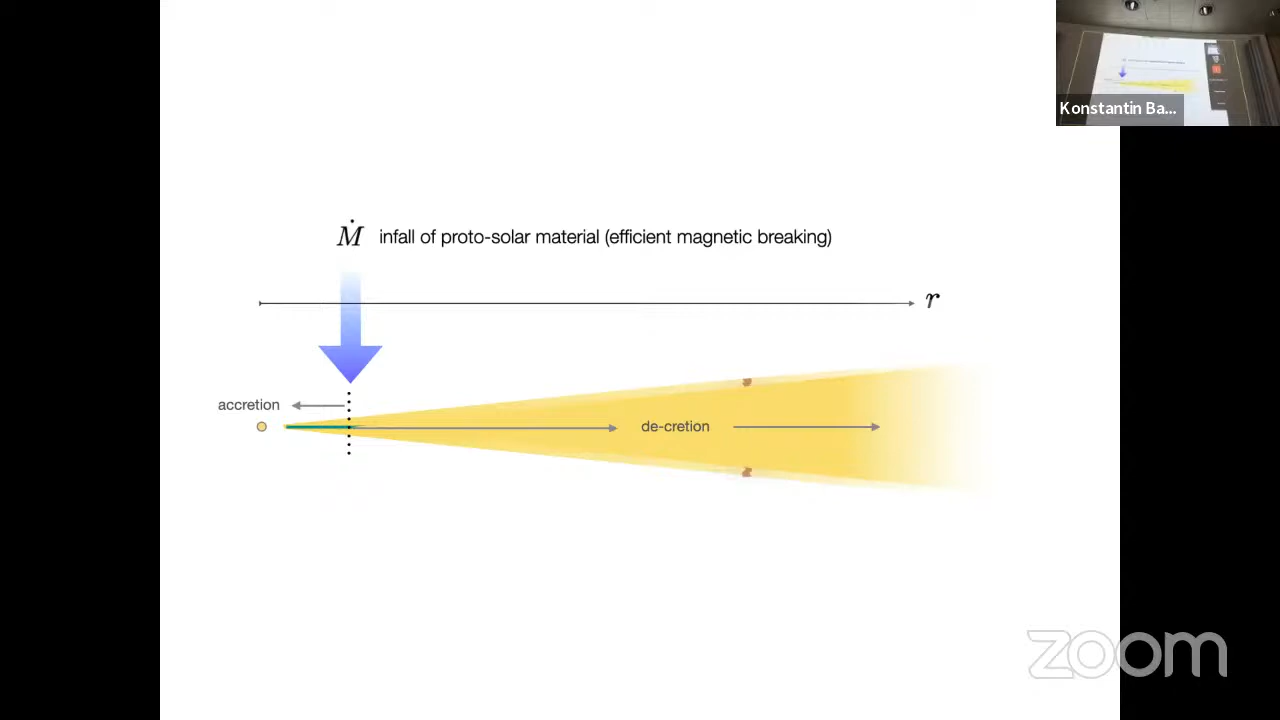 Konstantin Ba...
Ṁ infall of proto-solar material (efficient magnetic breaking)
r
accretion
de-cretion
zoom